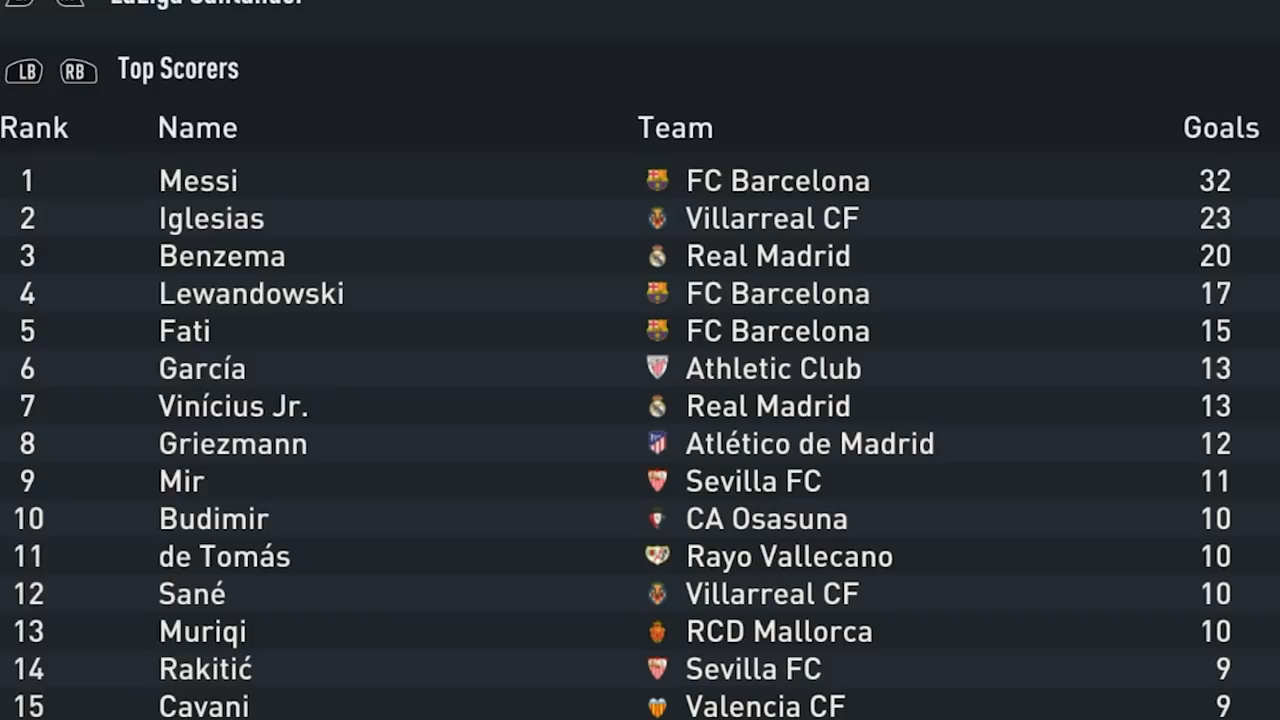 LaLiga Santander
LB RB Top Scorers
Rank Name Team Goals
1 Messi FC Barcelona 32
2 Iglesias Villarreal CF 23
3 Benzema Real Madrid 20
4 Lewandowski FC Barcelona 17
5 Fati FC Barcelona 15
6 García Athletic Club 13
7 Vinícius Jr. Real Madrid 13
8 Griezmann Atlético de Madrid 12
9 Mir Sevilla FC 11
10 Budimir CA Osasuna 10
11 de Tomás Rayo Vallecano 10
12 Sané Villarreal CF 10
13 Muriqi RCD Mallorca 10
14 Rakitić Sevilla FC 9
15 Cavani Valencia CF 9